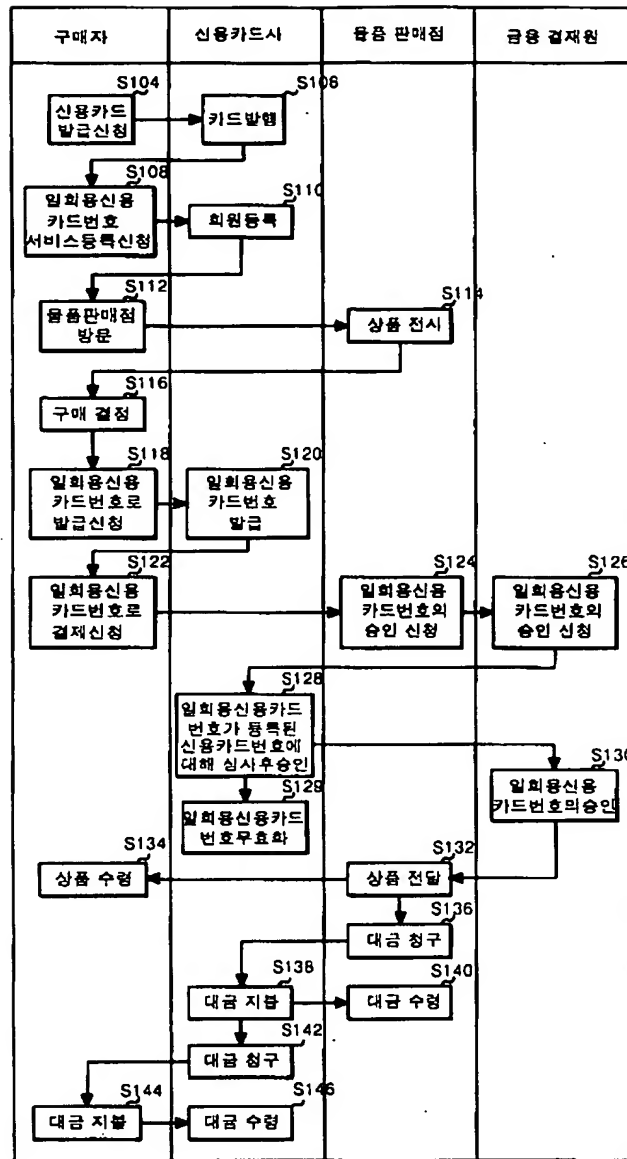 구매자
신용카드사
물품 판매점
금융 결재원
S104
신용카드
발급신청
S106
카드발행
S108
일회용신용
카드번호
서비스등록신청
S110
회원등록
S112
물품판매점
방문
S114
상품 전시
S116
구매 결정
S118
일회용신용
카드번호로
발급신청
S120
일회용신용
카드번호
발급
S122
일회용신용
카드번호로
결제신청
S124
일회용신용
카드번호의
승인 신청
S126
일회용신용
카드번호의
승인 신청
S128
일회용신용카드
번호가 등록된
신용카드번호에
대해 심사후승인
S129
일회용신용카드
번호무효화
S130
일회용신용
카드번호의승인
S132
상품 전달
S134
상품 수령
S136
대금 청구
S138
대금 지불
S140
대금 수령
S142
대금 청구
S144
대금 지불
S146
대금 수령